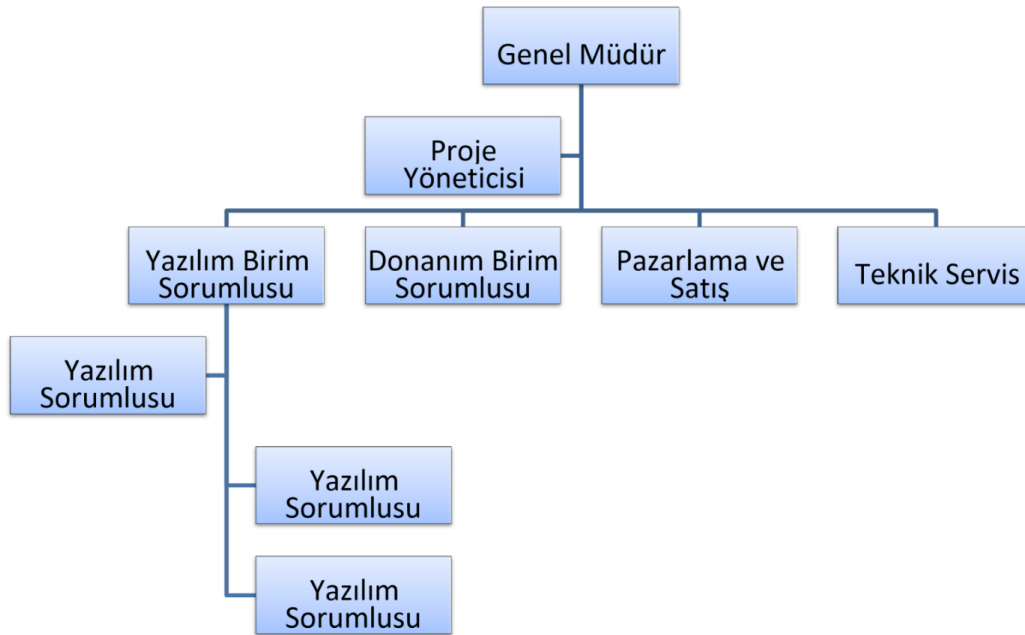 Genel Müdür
Proje
Yöneticisi
Yazılım Birim
Sorumlusu
Donanım Birim
Sorumlusu
Pazarlama ve
Satış
Teknik Servis
Yazılım
Sorumlusu
Yazılım
Sorumlusu
Yazılım
Sorumlusu